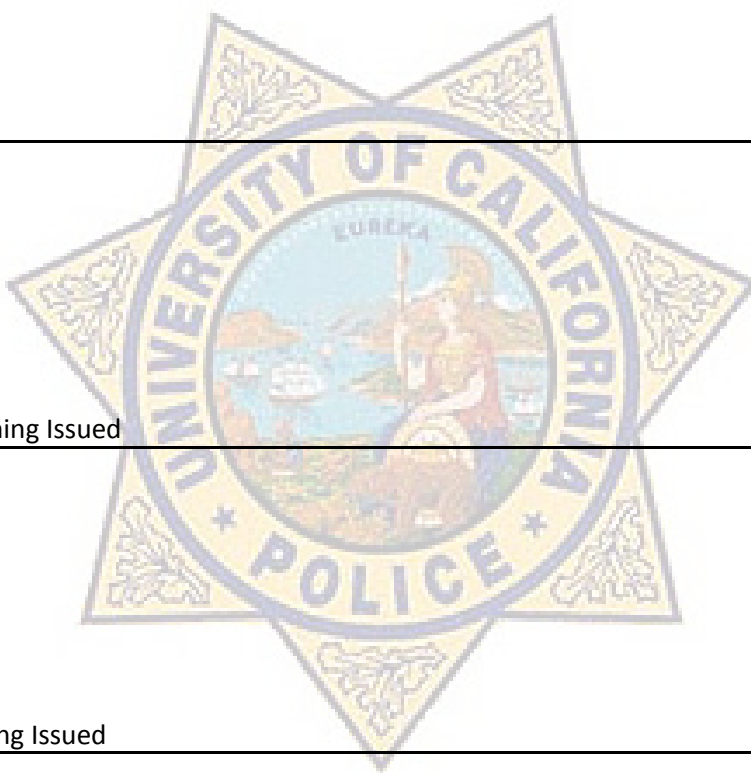 UNIVERSITY OF CALIFORNIA
EUREKA
ning Issued
POLICE
ng Issued